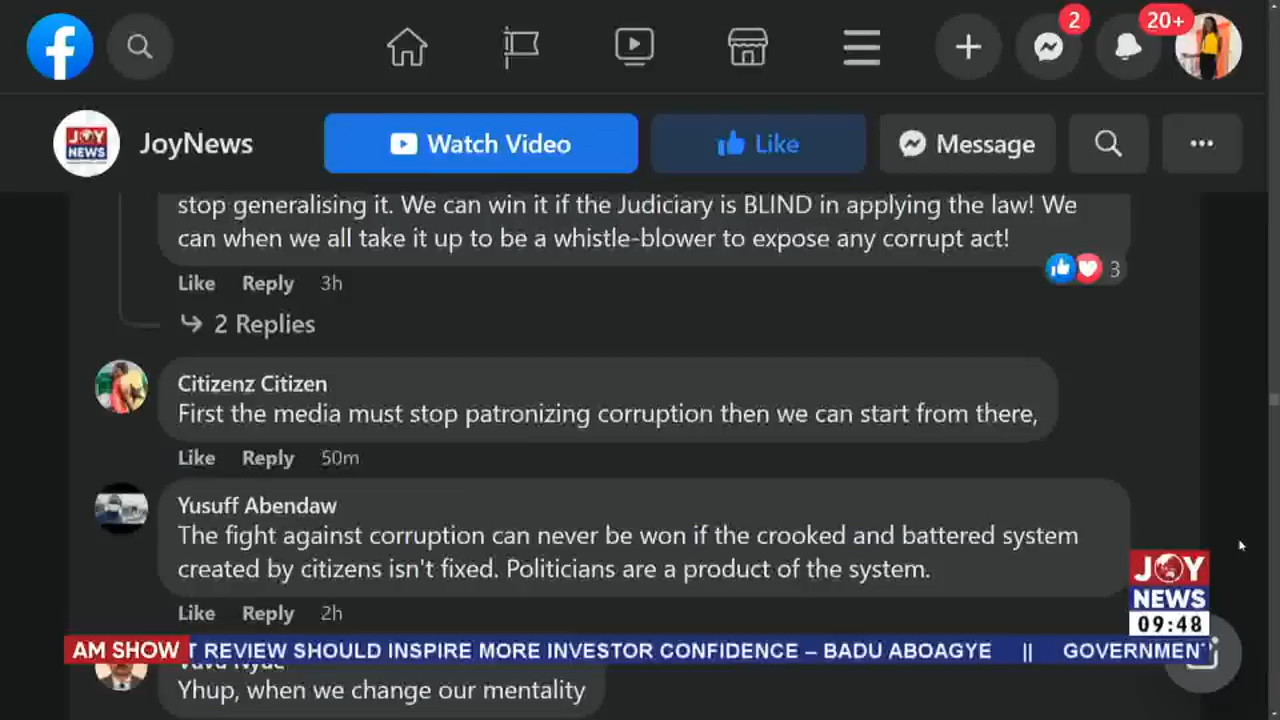 2
20+
JOY
NEWS
JoyNews
Watch Video
Like
Message
stop generalising it. We can win it if the Judiciary is BLIND in applying the law! We
can when we all take it up to be a whistle-blower to expose any corrupt act!
Like Reply 3h
3
2 Replies
Citizenz Citizen
First the media must stop patronizing corruption then we can start from there,
Like Reply 50m
Yusuff Abendaw
The fight against corruption can never be won if the crooked and battered system
created by citizens isn't fixed. Politicians are a product of the system.
Like Reply 2h
JOY
NEWS
09:48
AM SHOW
T REVIEW SHOULD INSPIRE MORE INVESTOR CONFIDENCE – BADU ABOAGYE || GOVERNMENT
Yhup, when we change our mentality